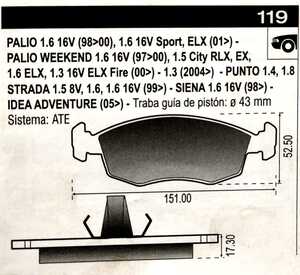 119
PALIO 1.6 16V (98>00), 1.6 16V Sport, ELX (01>) -
PALIO WEEKEND 1.6 16V (97>00), 1.5 City RLX, EX,
1.6 ELX, 1.3 16V ELX Fire (00>) - 1.3 (2004>) - PUNTO 1.4, 1.8
STRADA 1.5 8V, 1.6, 1.6 16V (99>) - SIENA 1.6 16V (98>) -
IDEA ADVENTURE (05>) - Traba guía de pistón: ø 43 mm
Sistema: ATE
52.50
151.00
17.30